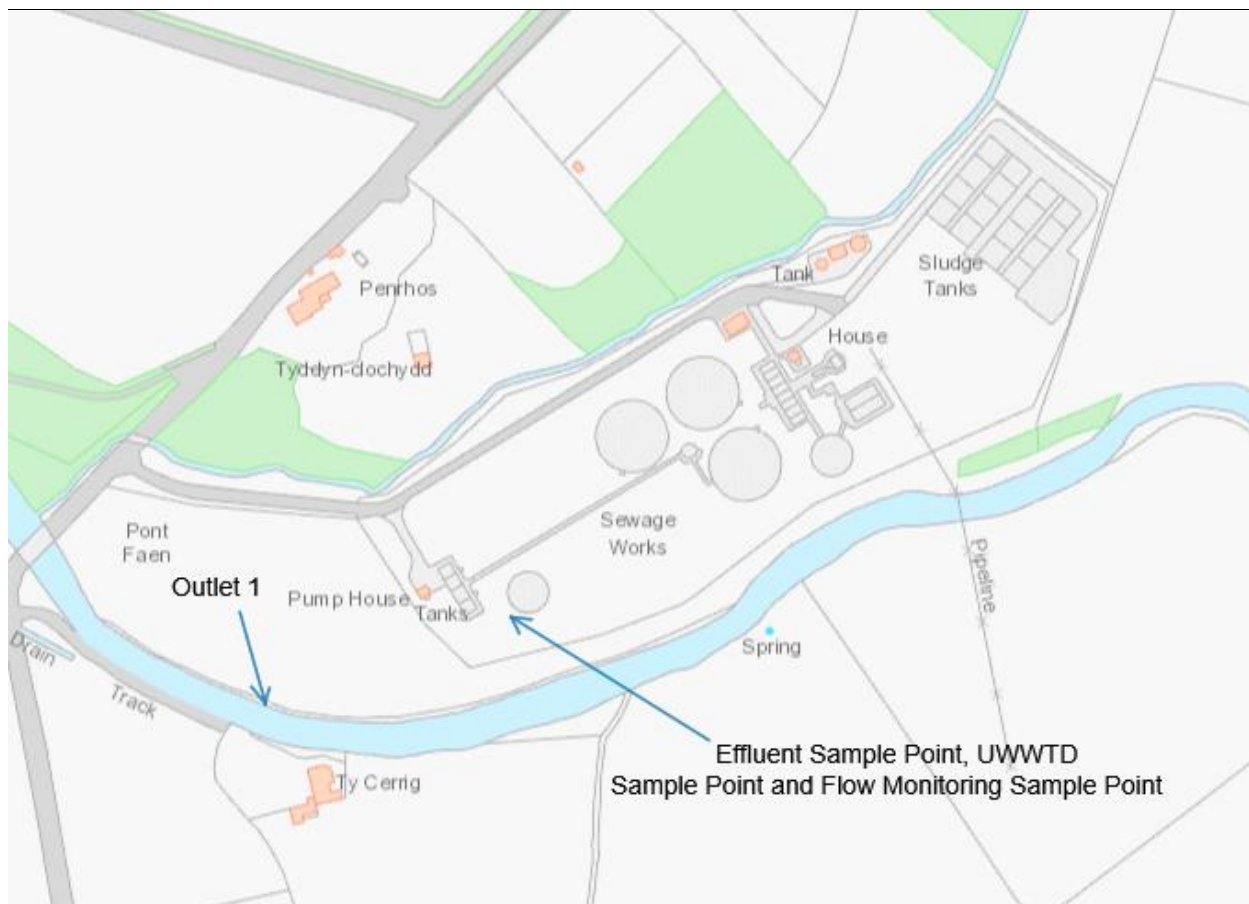 Penrhos
Tyddyn-clochydd
Tank
Sludge
Tanks
House
Pont
Faen
Sewage
Works
Outlet 1
Pump House
Tanks
Pipeline
Drain
Track
Spring
Effluent Sample Point, UWWTD
Sample Point and Flow Monitoring Sample Point
Ty Cerrig